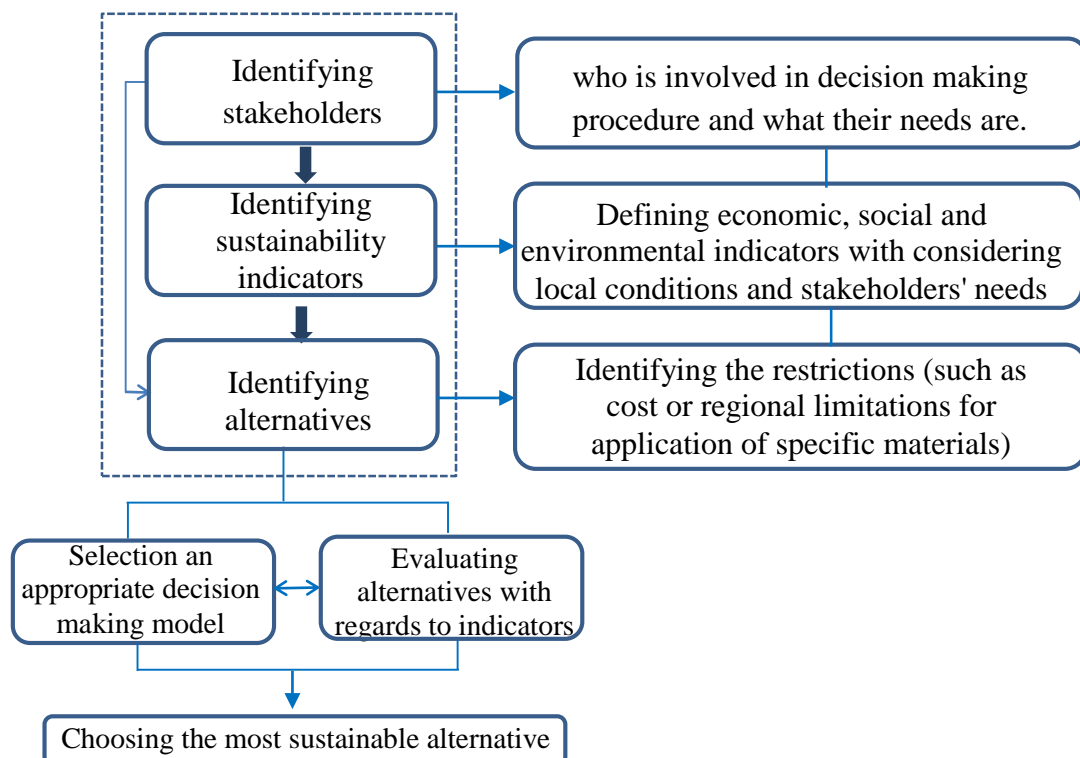 Identifying
stakeholders
who is involved in decision making
procedure and what their needs are.
Identifying
sustainability
indicators
Defining economic, social and
environmental indicators with considering
local conditions and stakeholders' needs
Identifying
alternatives
Identifying the restrictions (such as
cost or regional limitations for
application of specific materials)
Selection an
appropriate decision
making model
Evaluating
alternatives with
regards to indicators
Choosing the most sustainable alternative